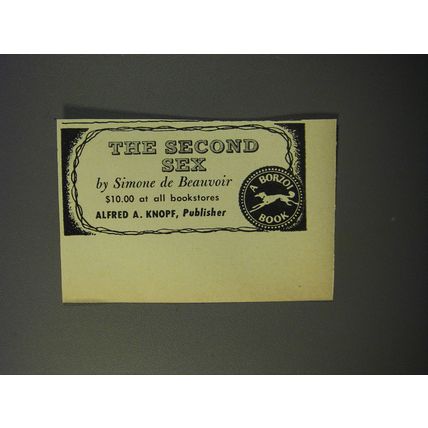 THE SECOND
SEX
by Simone de Beauvoir
$10.00 at all bookstores
ALFRED A. KNOPF, Publisher
A BORZOI
BOOK